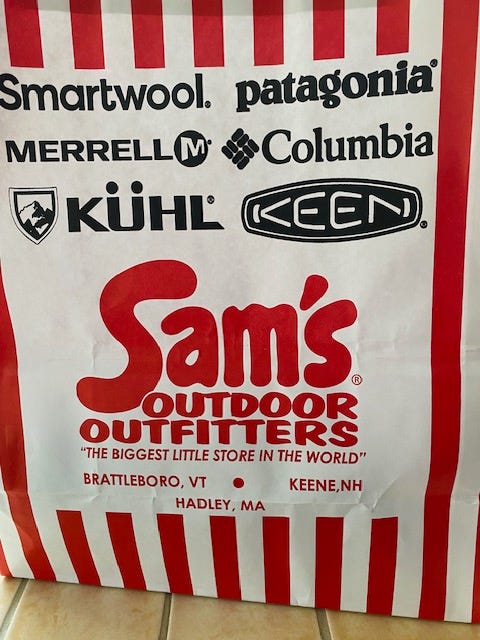 Smartwool® patagonia®
MERRELL M Columbia
KÜHL® KEEN®
Sam's®
OUTDOOR
OUTFITTERS
"THE BIGGEST LITTLE STORE IN THE WORLD"
BRATTLEBORO, VT • KEENE,NH
HADLEY, MA